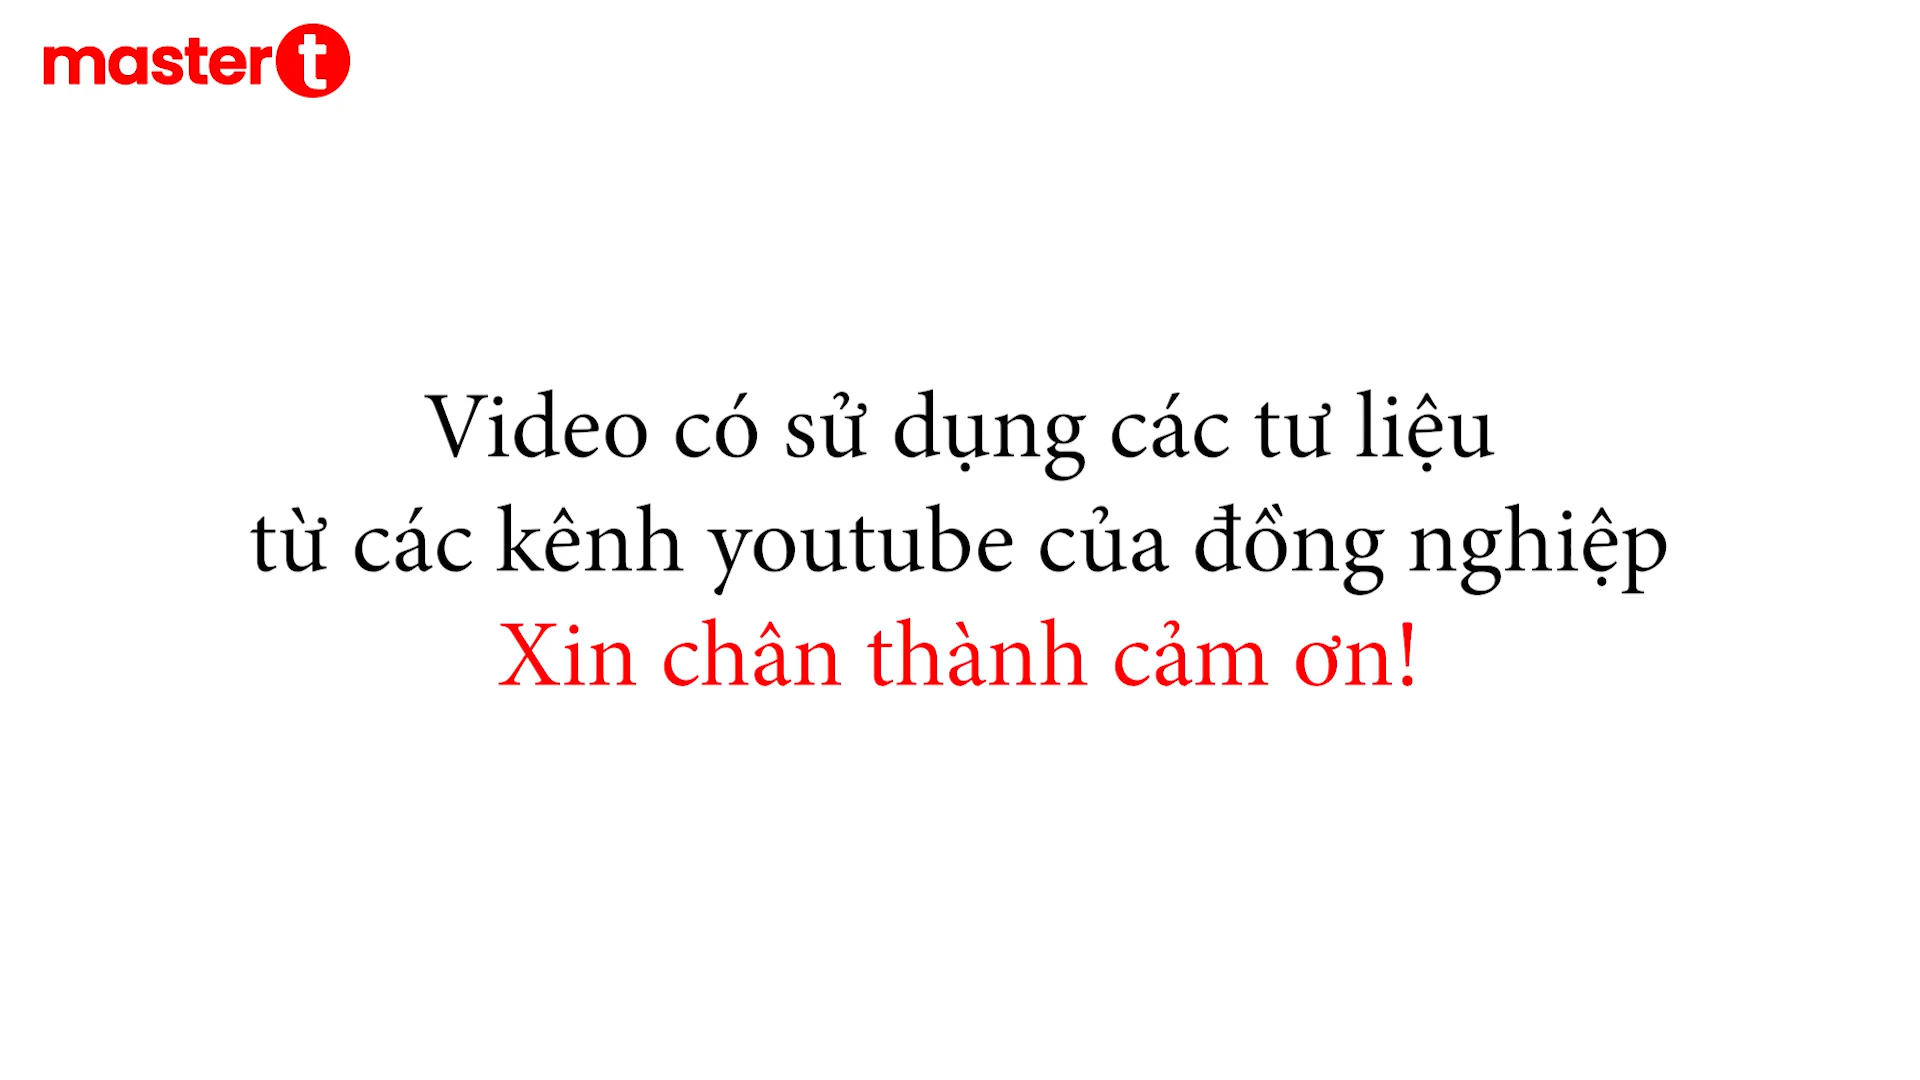 master t
Video có sử dụng các tư liệu
từ các kênh youtube của đồng nghiệp
Xin chân thành cảm ơn!